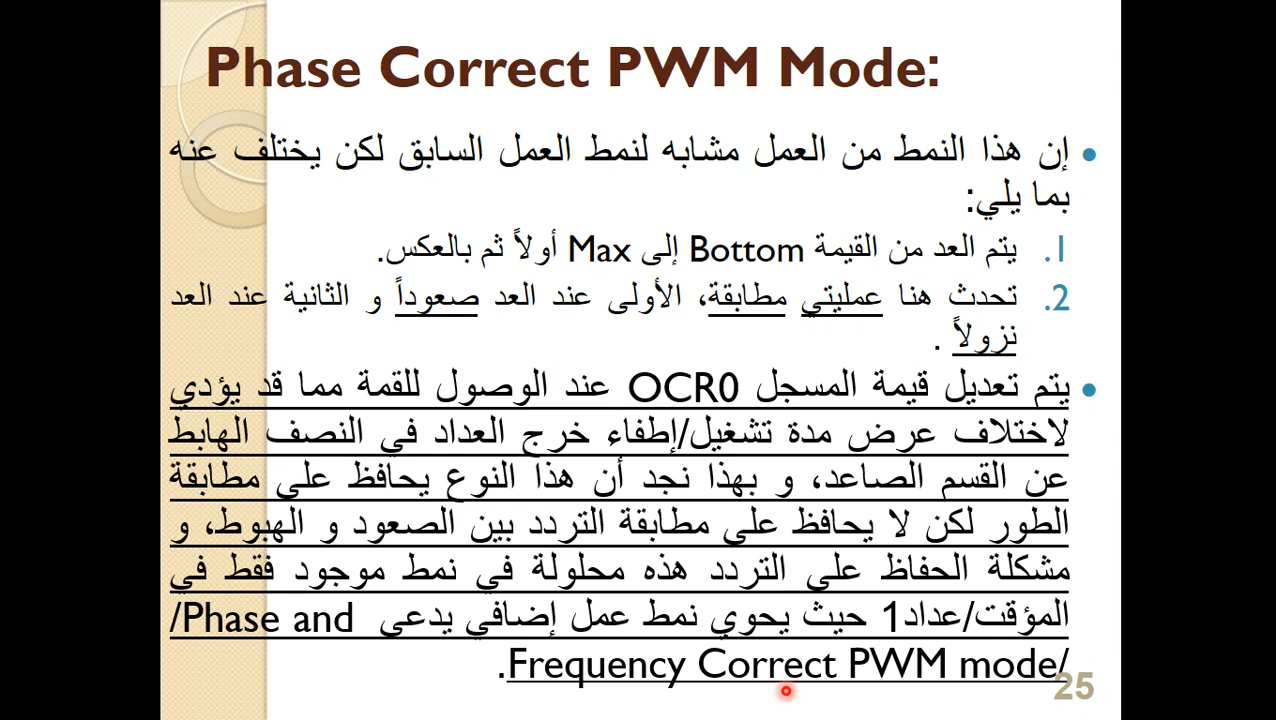 Phase Correct PWM Mode:
• إن هذا النمط من العمل مشابه لنمط العمل السابق لكن يختلف عنه
بما يلي:
1. يتم العد من القيمة Bottom إلى Max أولاً ثم بالعكس.
2. تحدث هنا عمليتي مطابقة، الأولى عند العد صعوداً و الثانية عند العد
نزولاً .
• يتم تعديل قيمة المسجل OCR0 عند الوصول للقمة مما قد يؤدي
لاختلاف عرض مدة تشغيل/إطفاء خرج العداد في النصف الهابط
عن القسم الصاعد، و بهذا نجد أن هذا النوع يحافظ على مطابقة
الطور لكن لا يحافظ على مطابقة التردد بين الصعود و الهبوط، و
مشكلة الحفاظ على التردد هذه محلولة في نمط موجود فقط في
المؤقت/عداد1 حيث يحوي نمط عمل إضافي يدعى /Phase and
Frequency Correct PWM mode/.
25